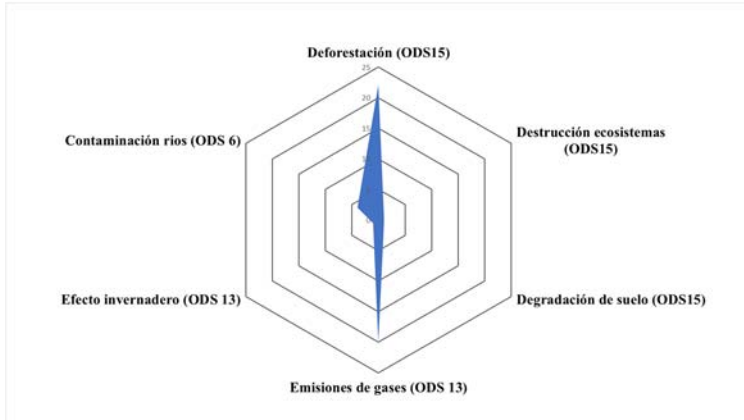 Deforestación (ODS15)
25
20
15
Contaminación rios (ODS 6)
Destrucción ecosistemas
(ODS15)
Efecto invernadero (ODS 13)
Degradación de suelo (ODS15)
Emisiones de gases (ODS 13)